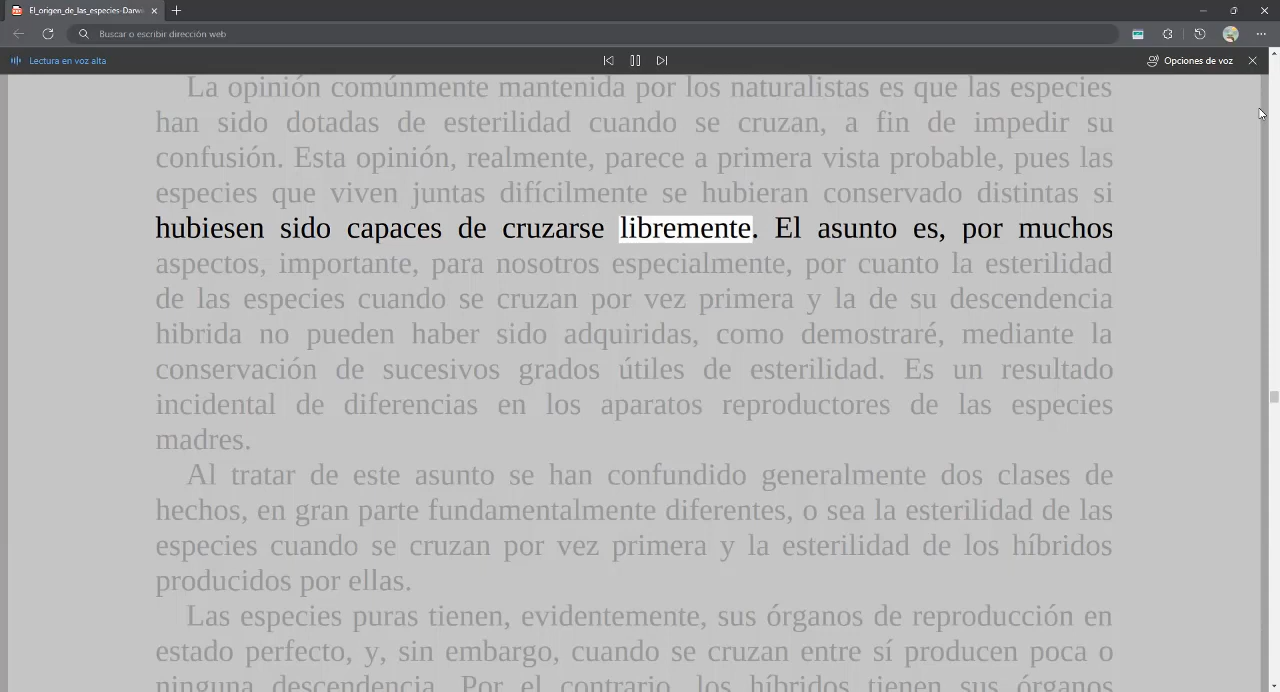 El_origen_de_las_especies-Darw
Buscar o escribir dirección web
Lectura en voz alta
Opciones de voz
La opinión comúnmente mantenida por los naturalistas es que las especies
han sido dotadas de esterilidad cuando se cruzan, a fin de impedir su
confusión. Esta opinión, realmente, parece a primera vista probable, pues las
especies que viven juntas difícilmente se hubieran conservado distintas si
hubiesen sido capaces de cruzarse libremente. El asunto es, por muchos
aspectos, importante, para nosotros especialmente, por cuanto la esterilidad
de las especies cuando se cruzan por vez primera y la de su descendencia
hibrida no pueden haber sido adquiridas, como demostraré, mediante la
conservación de sucesivos grados útiles de esterilidad. Es un resultado
incidental de diferencias en los aparatos reproductores de las especies
madres.
Al tratar de este asunto se han confundido generalmente dos clases de
hechos, en gran parte fundamentalmente diferentes, o sea la esterilidad de las
especies cuando se cruzan por vez primera y la esterilidad de los híbridos
producidos por ellas.
Las especies puras tienen, evidentemente, sus órganos de reproducción en
estado perfecto, y, sin embargo, cuando se cruzan entre sí producen poca o
ninguna descendencia. Por el contrario, los híbridos tienen sus órganos